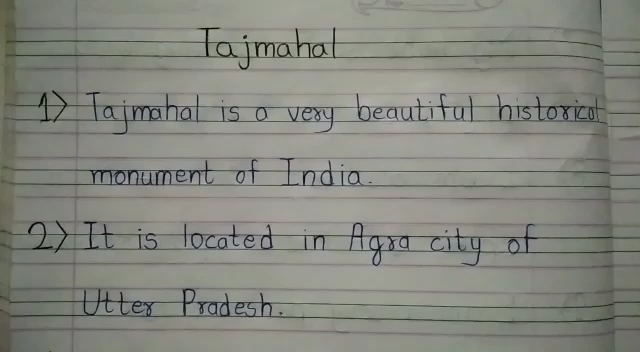 Tajmahal
1) Tajmahal is a very beautiful historical
monument of India.
2) It is located in Agra city of
Utter Pradesh.